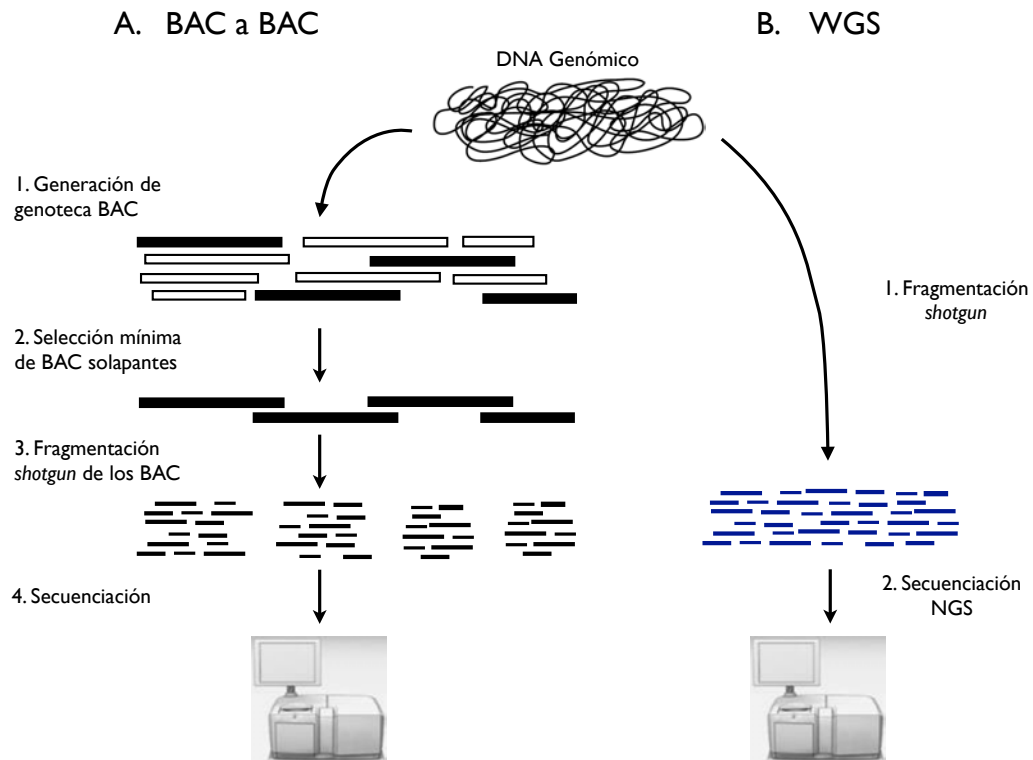 A. BAC a BAC
B. WGS
DNA Genómico
1. Generación de
genoteca BAC
2. Selección mínima
de BAC solapantes
3. Fragmentación
shotgun de los BAC
4. Secuenciación
1. Fragmentación
shotgun
2. Secuenciación
NGS